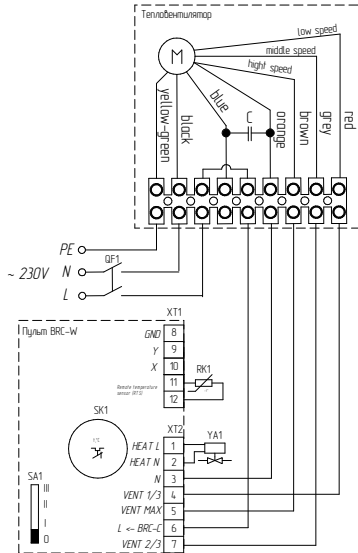 Тепловентилятор
low speed
middle speed
hight speed
M
yellow-green
black
blue
C
orange
brown
grey
red
PE
~ 230V
N
QF1
L
Пульт BRC-W
XT1
GND 8
Y 9
X 10
11
12
Remote temperature
sensor (RTS)
RK1
SK1
t,°C
XT2
HEAT L 1
HEAT N 2
N 3
VENT 1/3 4
VENT MAX 5
L <- BRC-C 6
VENT 2/3 7
YA1
SA1
III
II
I
0